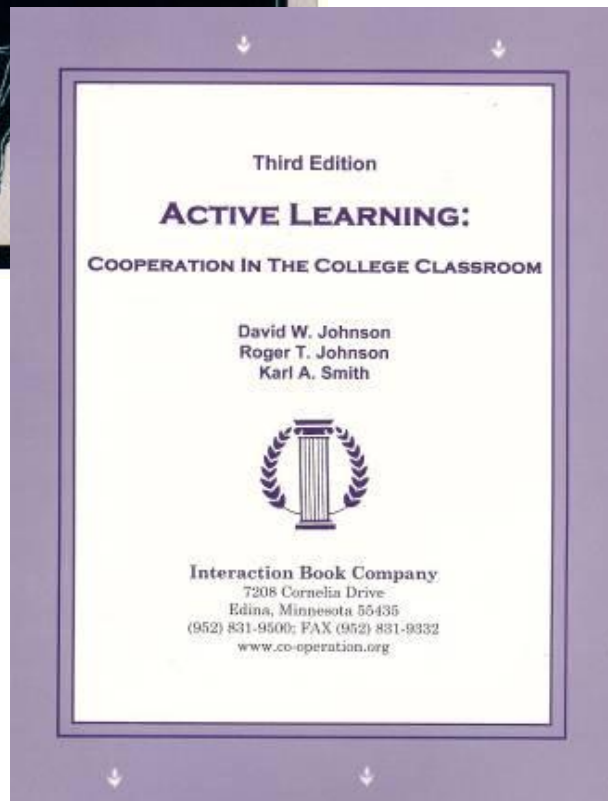 Third Edition
ACTIVE LEARNING:
COOPERATION IN THE COLLEGE CLASSROOM
David W. Johnson
Roger T. Johnson
Karl A. Smith
Interaction Book Company
7208 Cornelia Drive
Edina, Minnesota 55435
(952) 831-9500; FAX (952) 831-9332
www.co-operation.org